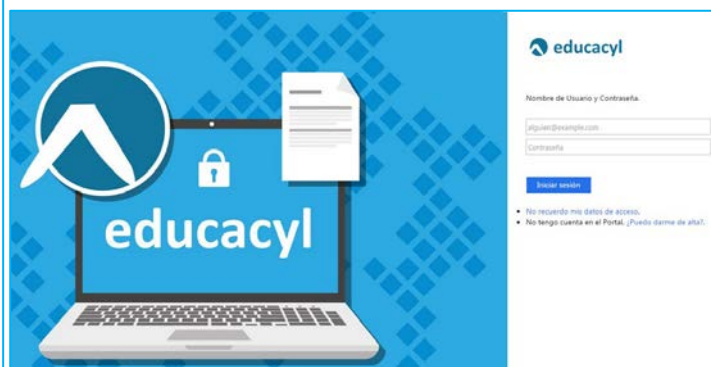 educacyl
educacyl
Nombre de Usuario y Contraseña.
alguien@example.com
Contraseña
Iniciar sesión
No recuerdo mis datos de acceso.
No tengo cuenta en el Portal. ¿Puedo darme de alta?.